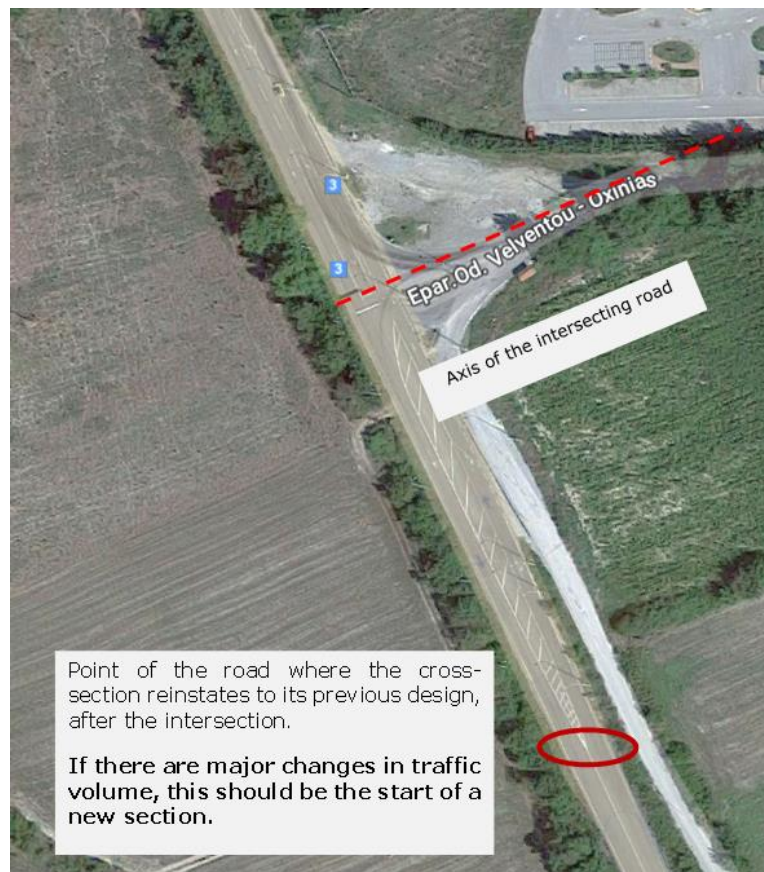 3
3
Epar.Od. Velventou - Oxinias
Axis of the intersecting road
Point of the road where the cross-
section reinstates to its previous design,
after the intersection.
If there are major changes in traffic
volume, this should be the start of a
new section.